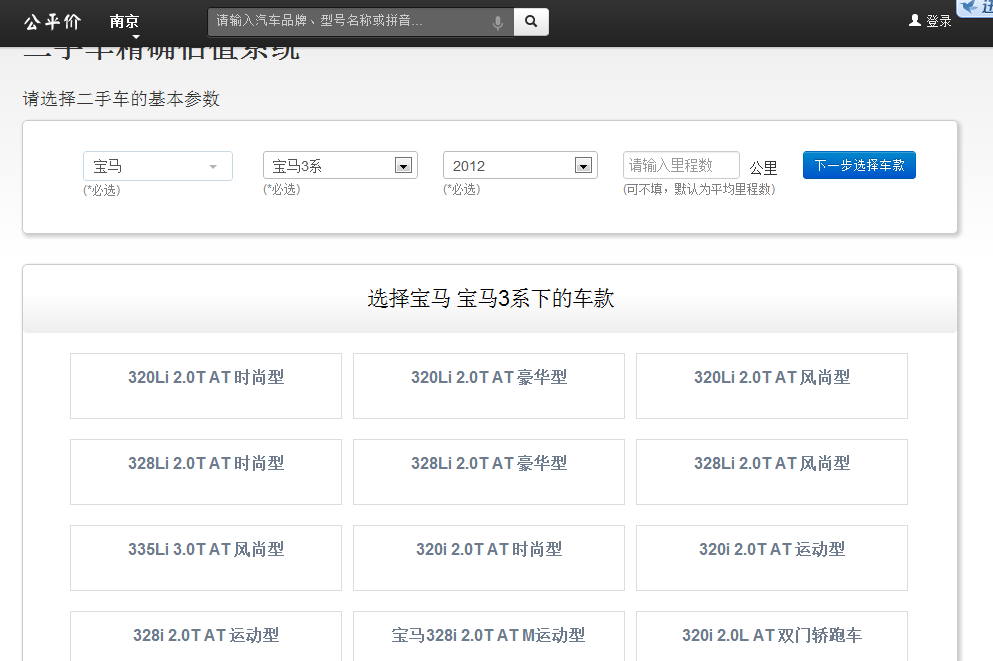 公平价 南京 请输入汽车品牌、型号名称或拼音... 登录
二手车精确估值系统
请选择二手车的基本参数
宝马 宝马3系 2012 请输入里程数 公里 下一步选择车款
(*必选) (*必选) (*必选) (可不填，默认为平均里程数)
选择宝马 宝马3系下的车款
320Li 2.0T AT 时尚型 320Li 2.0T AT 豪华型 320Li 2.0T AT 风尚型
328Li 2.0T AT 时尚型 328Li 2.0T AT 豪华型 328Li 2.0T AT 风尚型
335Li 3.0T AT 风尚型 320i 2.0T AT 时尚型 320i 2.0T AT 运动型
328i 2.0T AT 运动型 宝马328i 2.0T AT M运动型 320i 2.0L AT 双门轿跑车